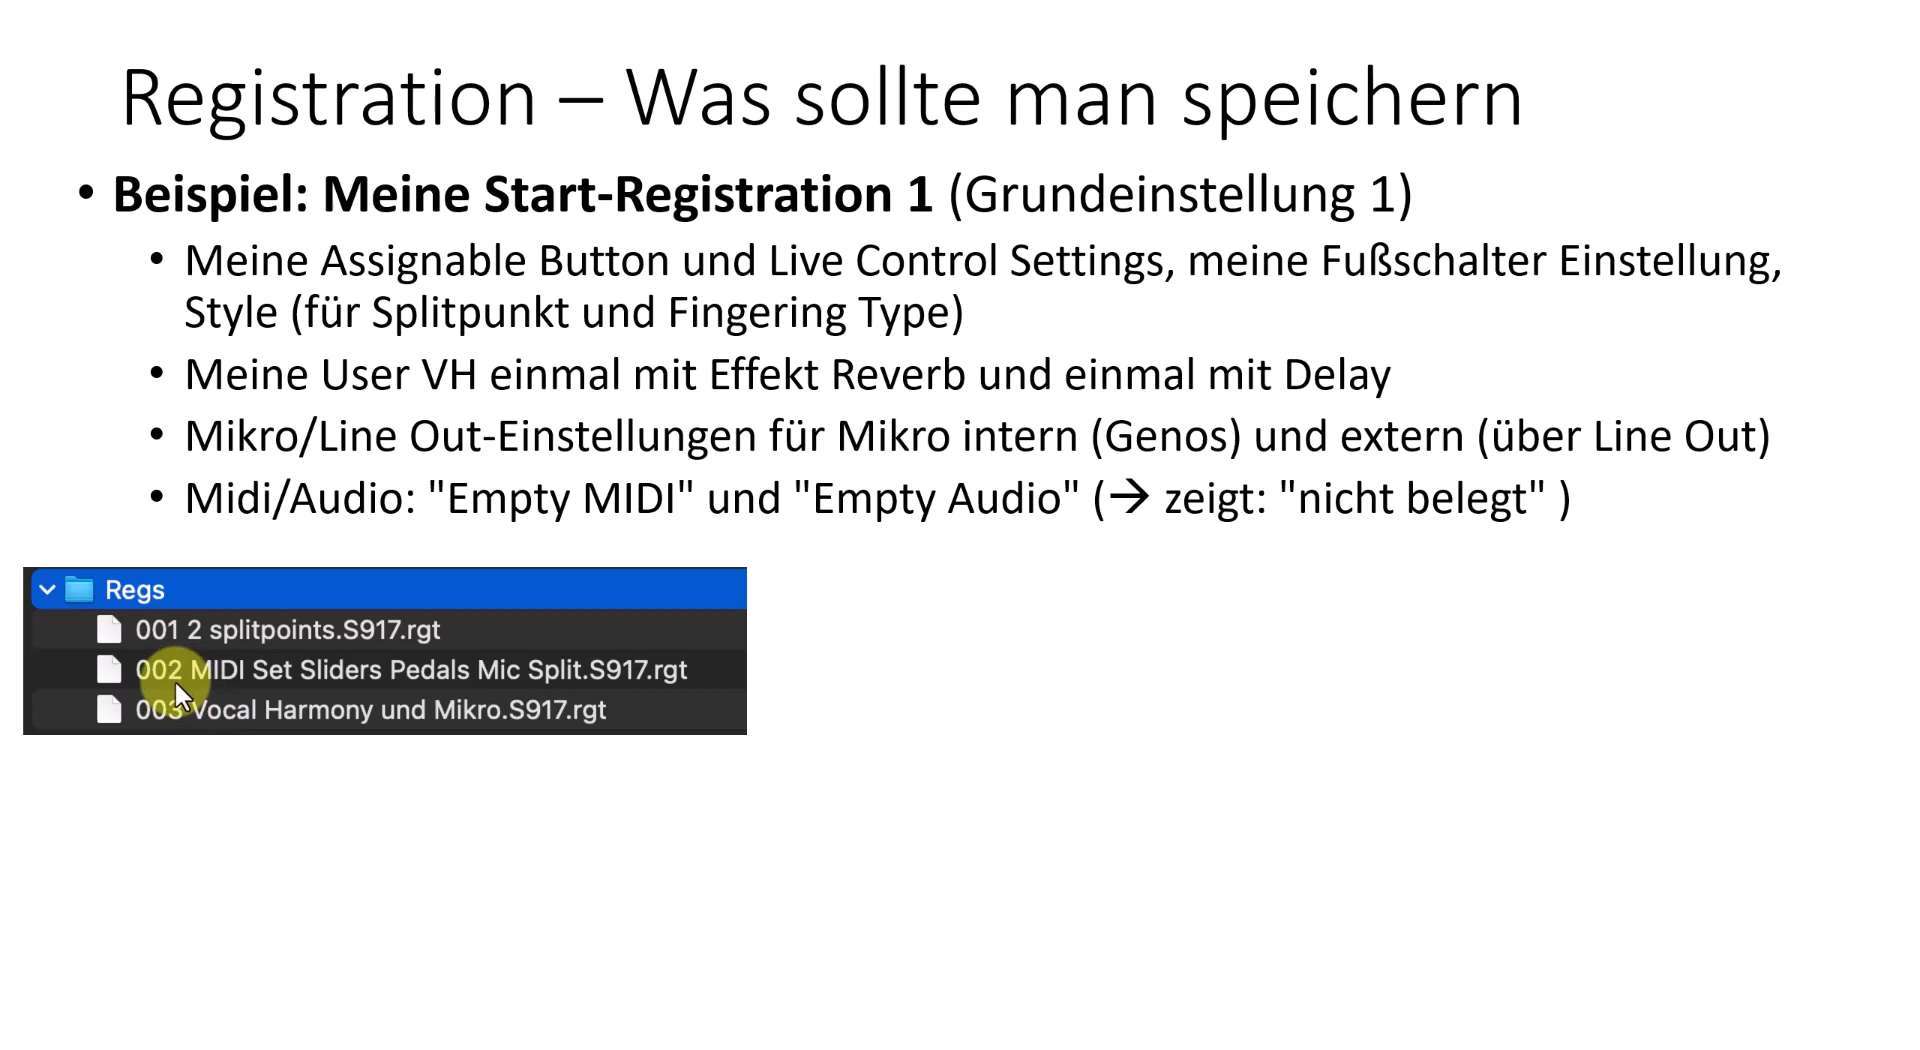 Registration – Was sollte man speichern
• Beispiel: Meine Start-Registration 1 (Grundeinstellung 1)
• Meine Assignable Button und Live Control Settings, meine Fußschalter Einstellung,
Style (für Splitpunkt und Fingering Type)
• Meine User VH einmal mit Effekt Reverb und einmal mit Delay
• Mikro/Line Out-Einstellungen für Mikro intern (Genos) und extern (über Line Out)
• Midi/Audio: "Empty MIDI" und "Empty Audio" (→ zeigt: "nicht belegt" )
Regs
001 2 splitpoints.S917.rgt
002 MIDI Set Sliders Pedals Mic Split.S917.rgt
003 Vocal Harmony und Mikro.S917.rgt